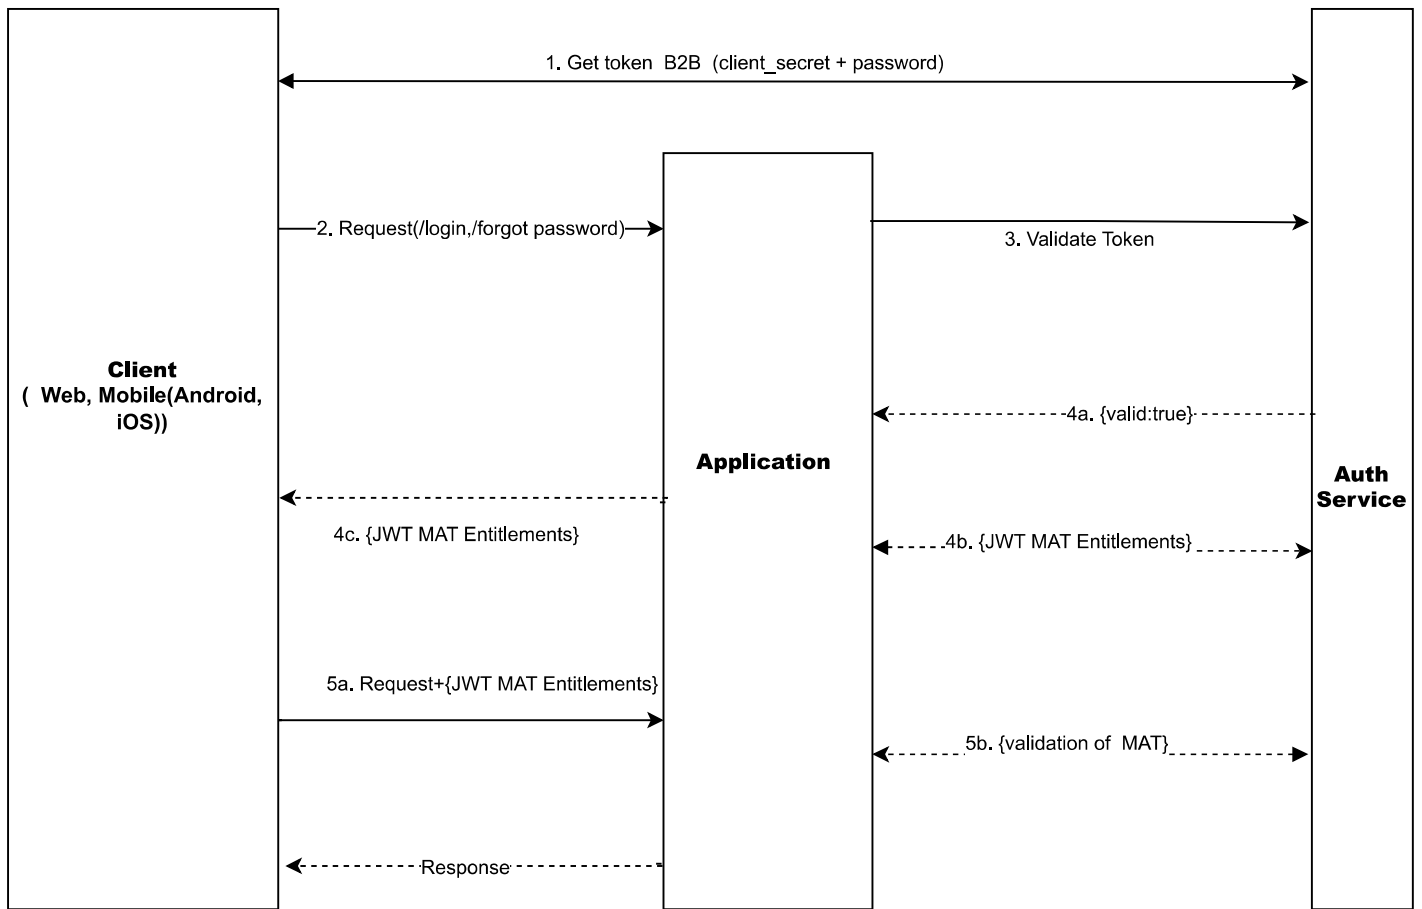 1. Get token B2B (client_secret + password)
2. Request(/login,/forgot password)
3. Validate Token
Client
( Web, Mobile(Android,
iOS))
4a. {valid:true}
Application
Auth
Service
4c. {JWT MAT Entitlements}
4b. {JWT MAT Entitlements}
5a. Request+{JWT MAT Entitlements}
5b. {validation of MAT}
Response